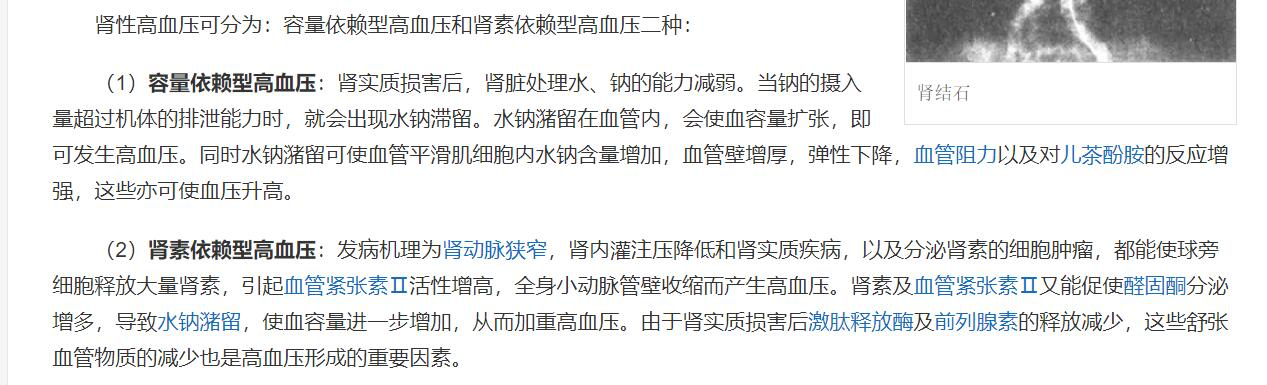 肾性高血压可分为：容量依赖型高血压和肾素依赖型高血压二种：
（1）容量依赖型高血压：肾实质损害后，肾脏处理水、钠的能力减弱。当钠的摄入
量超过机体的排泄能力时，就会出现水钠滞留。水钠潴留在血管内，会使血容量扩张，即
可发生高血压。同时水钠潴留可使血管平滑肌细胞内水钠含量增加，血管壁增厚，弹性下降，血管阻力以及对儿茶酚胺的反应增
强，这些亦可使血压升高。
（2）肾素依赖型高血压：发病机理为肾动脉狭窄，肾内灌注压降低和肾实质疾病，以及分泌肾素的细胞肿瘤，都能使球旁
细胞释放大量肾素，引起血管紧张素Ⅱ活性增高，全身小动脉管壁收缩而产生高血压。肾素及血管紧张素Ⅱ又能促使醛固酮分泌
增多，导致水钠潴留，使血容量进一步增加，从而加重高血压。由于肾实质损害后激肽释放酶及前列腺素的释放减少，这些舒张
血管物质的减少也是高血压形成的重要因素。
肾结石